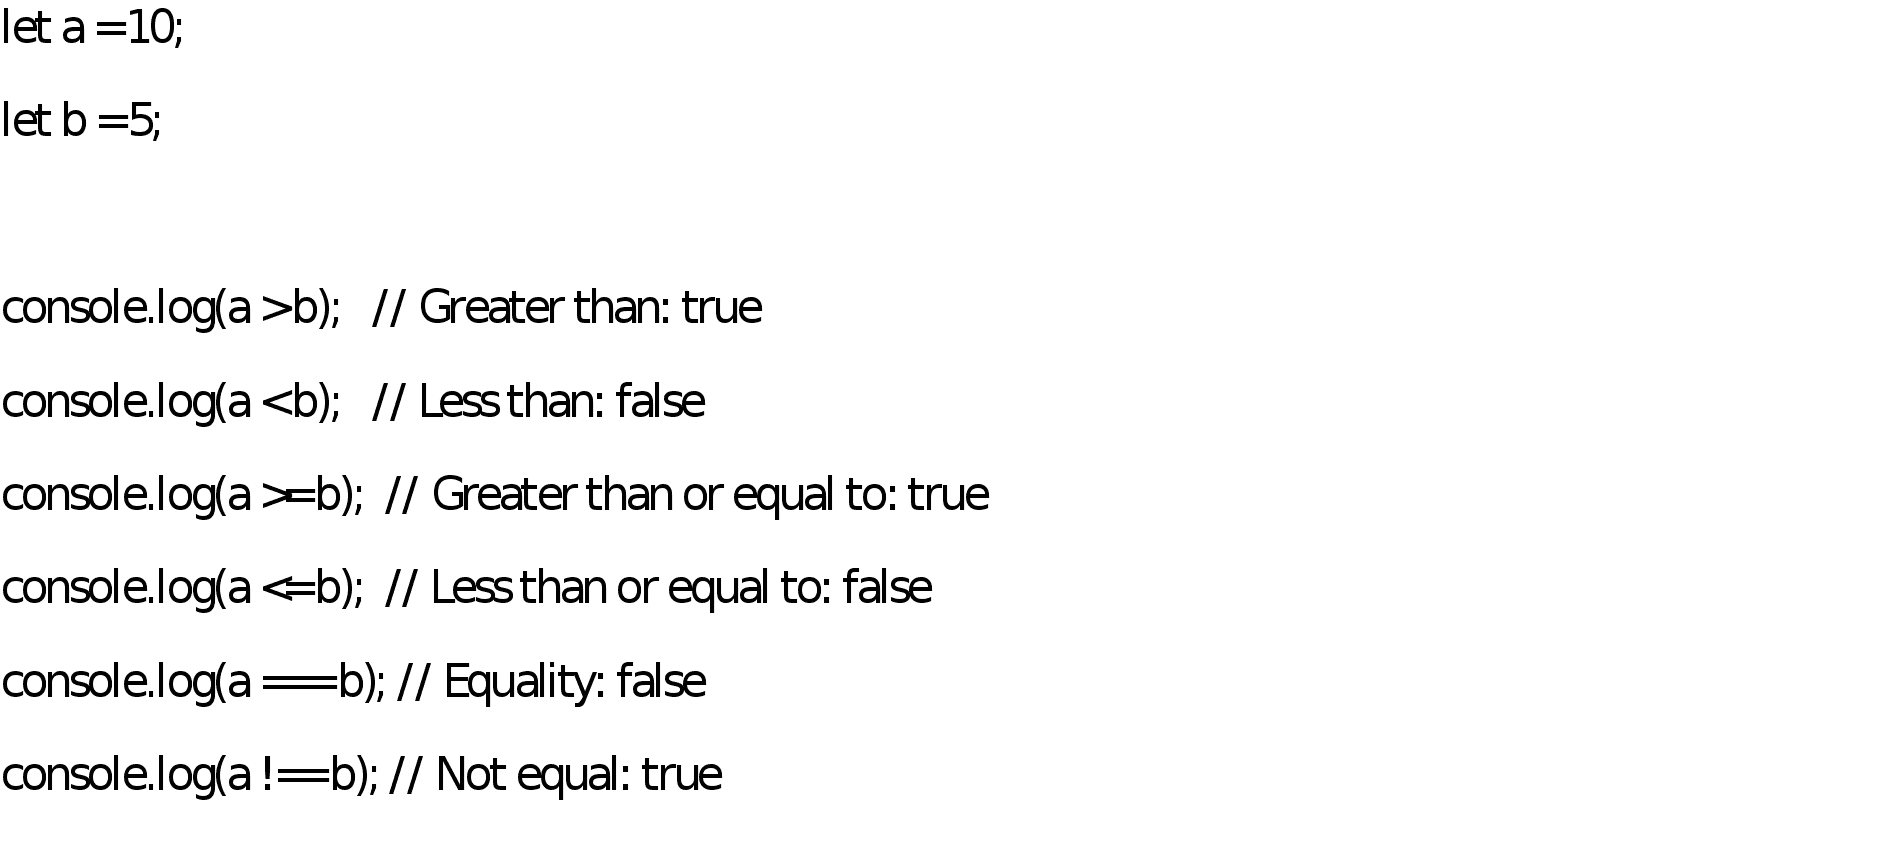 let a = 10;
let b = 5;
console.log(a > b);   // Greater than: true
console.log(a < b);   // Less than: false
console.log(a >= b);  // Greater than or equal to: true
console.log(a <= b);  // Less than or equal to: false
console.log(a === b); // Equality: false
console.log(a !== b); // Not equal: true